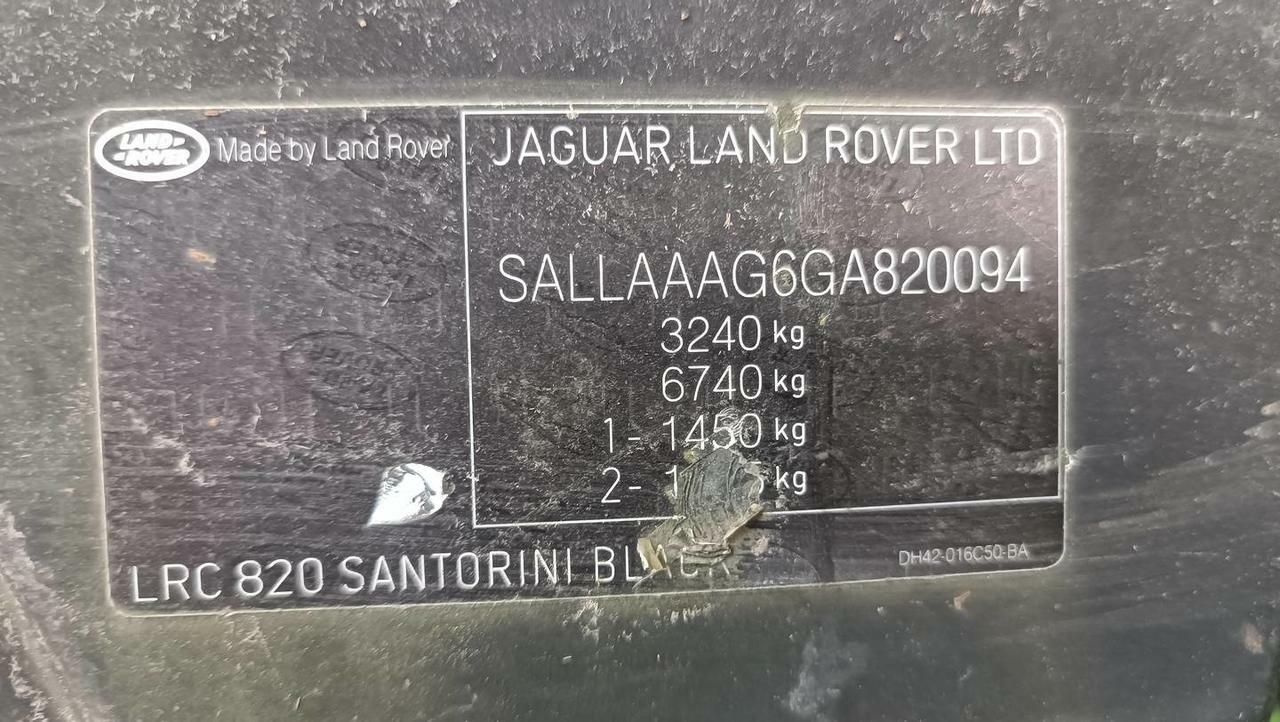 LAND-
-ROVER
Made by Land Rover
JAGUAR LAND ROVER LTD
SALLAAAG6GA820094
3240 kg
6740 kg
1- 1450 kg
2- kg
LRC 820 SANTORINI BLACK
DH42-016C50-BA